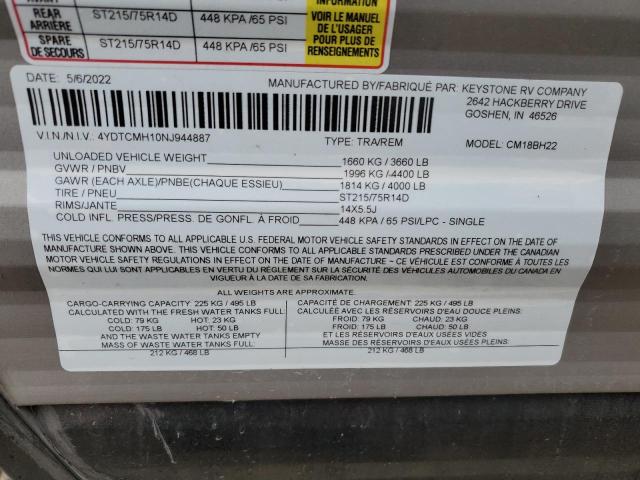 INFORMATION
REAR
ARRIÈRE
ST215/75R14D
448 KPA /65 PSI
VOIR LE MANUEL
DE L'USAGER
POUR PLUS DE
RENSEIGNEMENTS
SPARE
DE SECOURS
ST215/75R14D
448 KPA /65 PSI
DATE: 5/6/2022
MANUFACTURED BY/FABRIQUÉ PAR: KEYSTONE RV COMPANY
2642 HACKBERRY DRIVE
GOSHEN, IN 46526
V.I.N./N.I.V.: 4YDTCMH10NJ944887
TYPE: TRA/REM
MODEL: CM18BH22
UNLOADED VEHICLE WEIGHT 1660 KG / 3660 LB
GVWR / PNBV 1996 KG /4400 LB
GAWR (EACH AXLE)/PNBE(CHAQUE ESSIEU) 1814 KG / 4000 LB
TIRE / PNEU ST215/75R14D
RIMS/JANTE 14X5.5J
COLD INFL. PRESS/PRESS. DE GONFL. À FROID 448 KPA / 65 PSI/LPC - SINGLE
THIS VEHICLE CONFORMS TO ALL APPLICABLE U.S. FEDERAL MOTOR VEHICLE SAFETY STANDARDS IN EFFECT ON THE
DATE OF MANUFACTURE SHOWN ABOVE. THIS VEHICLE CONFORMS TO ALL APPLICABLE STANDARDS PRESCRIBED UNDER THE CANADIAN
MOTOR VEHICLE SAFETY REGULATIONS IN EFFECT ON THE DATE OF MANUFACTURE. / CE VÉHICULE EST CONFORME À TOUTES LES
NORMES QUI LUI SONT APPLICABLES EN VERTU DU RÈGLEMENT SUR LA SÉCURITÉ DES VÉHICULES AUTOMOBILES DU CANADA EN
VIGUEUR À LA DATE DE SA FABRICATION
ALL WEIGHTS ARE APPROXIMATE.
CARGO-CARRYING CAPACITY: 225 KG / 495 LB
CALCULATED WITH THE FRESH WATER TANKS FULL:
COLD: 79 KG HOT: 23 KG
COLD: 175 LB HOT: 50 LB
AND THE WASTE WATER TANKS EMPTY
MASS OF WASTE WATER TANKS FULL:
212 KG / 468 LB
CAPACITÉ DE CHARGEMENT: 225 KG / 495 LB
CALCULÉE AVEC LES RÉSERVOIRS D'EAU DOUCE PLEINS:
FROID: 79 KG CHAUD: 23 KG
FROID: 175 LB CHAUD: 50 LB
ET LES RÉSERVOIRS D'EAUX USÉES VIDES
MASSE DES RÉSERVOIRS D'EAUX USÉES PLEINS:
212 KG / 468 LB